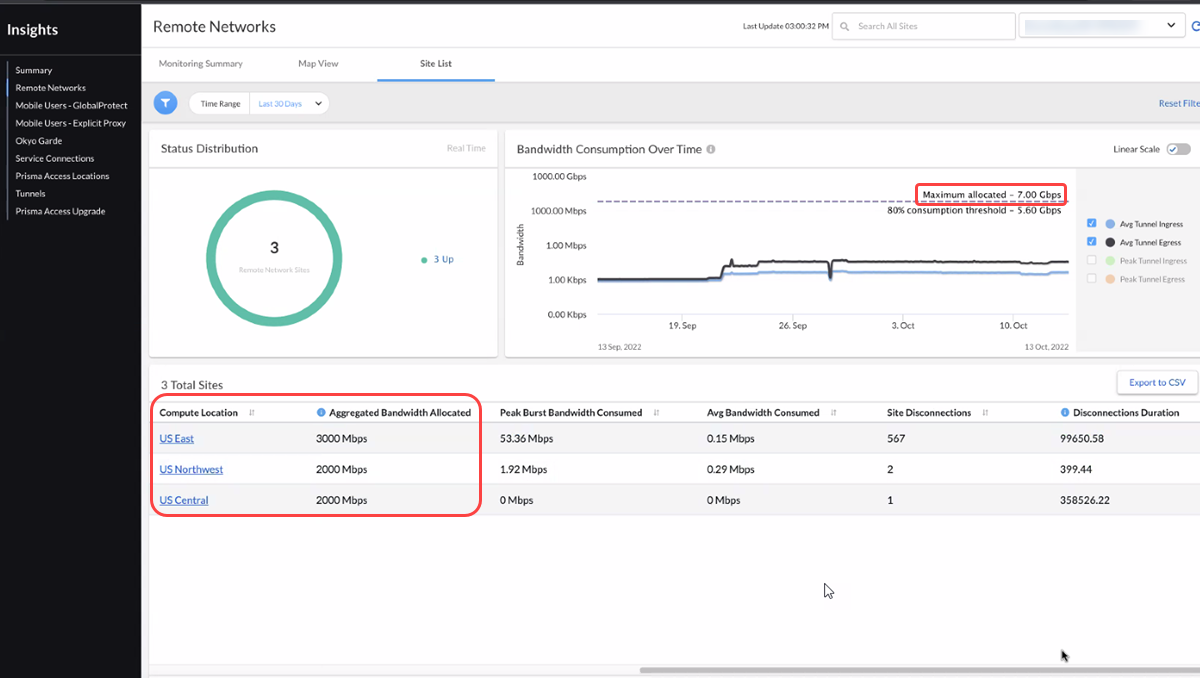 Insights
Summary
Remote Networks
Mobile Users - GlobalProtect
Mobile Users - Explicit Proxy
Okyo Garde
Service Connections
Prisma Access Locations
Tunnels
Prisma Access Upgrade
Remote Networks
Last Update 03:00:32 PM
Search All Sites
Monitoring Summary
Map View
Site List
Time Range
Last 30 Days
Reset Filte
Status Distribution
Real Time
3
Remote Network Sites
3 Up
Bandwidth Consumption Over Time
Linear Scale
Bandwidth
1000.00 Gbps
1000.00 Mbps
1.00 Mbps
1.00 Kbps
0.00 Kbps
Maximum allocated – 7.00 Gbps
80% consumption threshold – 5.60 Gbps
19. Sep
26. Sep
3. Oct
10. Oct
13 Sep, 2022
13 Oct, 2022
Avg Tunnel Ingress
Avg Tunnel Egress
Peak Tunnel Ingress
Peak Tunnel Egress
3 Total Sites
Export to CSV
Compute Location Aggregated Bandwidth Allocated Peak Burst Bandwidth Consumed Avg Bandwidth Consumed Site Disconnections Disconnections Duration
US East 3000 Mbps 53.36 Mbps 0.15 Mbps 567 99650.58
US Northwest 2000 Mbps 1.92 Mbps 0.29 Mbps 2 399.44
US Central 2000 Mbps 0 Mbps 0 Mbps 1 358526.22